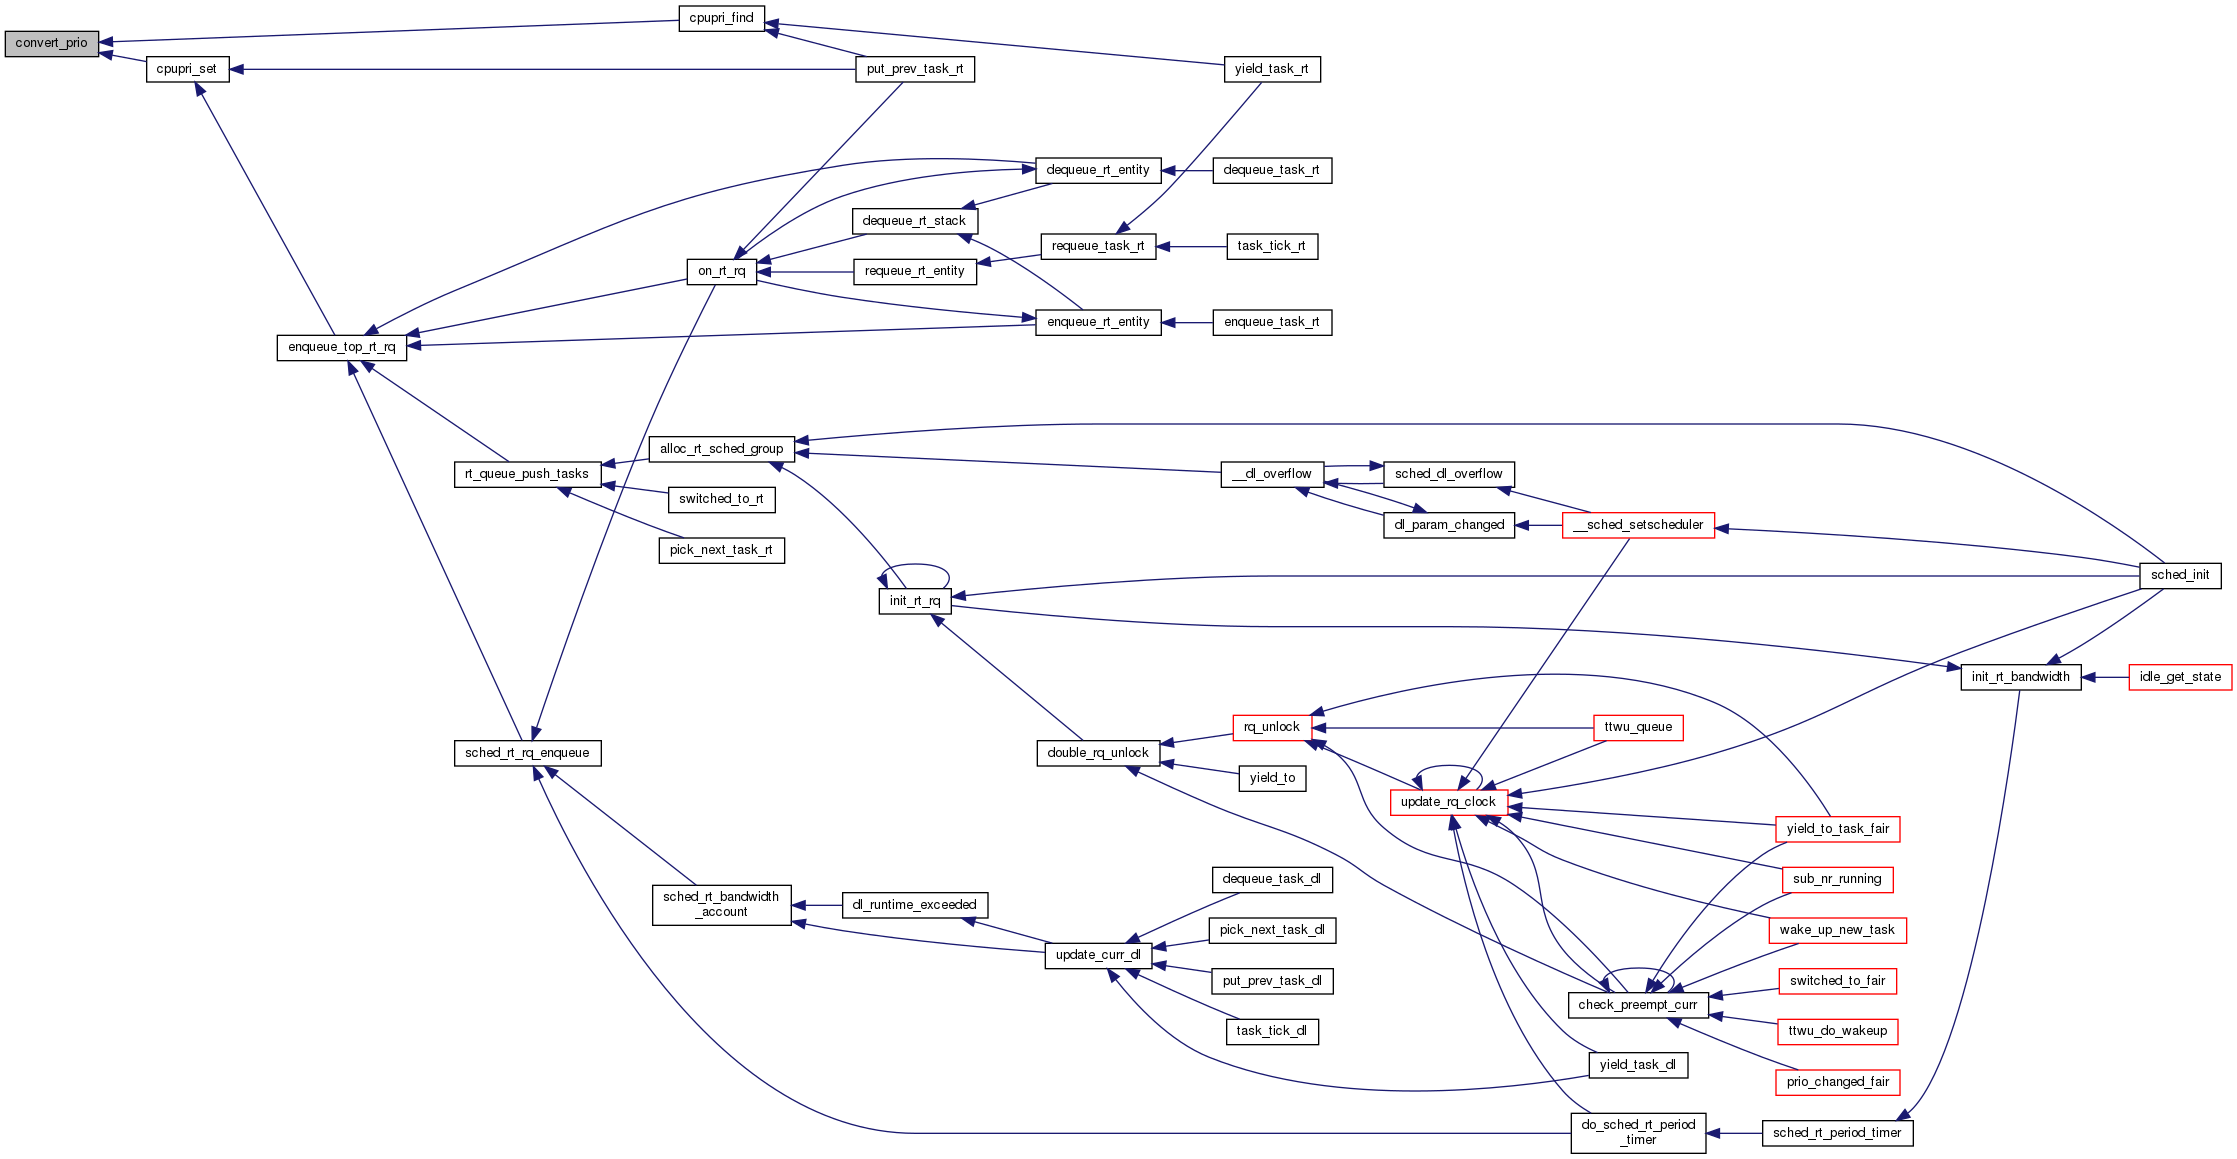 convert_prio
cpupri_find
cpupri_set
put_prev_task_rt
yield_task_rt
dequeue_rt_entity
dequeue_task_rt
dequeue_rt_stack
requeue_task_rt
task_tick_rt
on_rt_rq
requeue_rt_entity
enqueue_rt_entity
enqueue_task_rt
enqueue_top_rt_rq
alloc_rt_sched_group
rt_queue_push_tasks
__dl_overflow
sched_dl_overflow
switched_to_rt
dl_param_changed
__sched_setscheduler
pick_next_task_rt
sched_init
init_rt_rq
init_rt_bandwidth
idle_get_state
rq_unlock
ttwu_queue
sched_rt_rq_enqueue
double_rq_unlock
yield_to
update_rq_clock
yield_to_task_fair
dequeue_task_dl
sub_nr_running
sched_rt_bandwidth
_account
dl_runtime_exceeded
pick_next_task_dl
wake_up_new_task
update_curr_dl
put_prev_task_dl
switched_to_fair
check_preempt_curr
task_tick_dl
ttwu_do_wakeup
yield_task_dl
prio_changed_fair
do_sched_rt_period
_timer
sched_rt_period_timer